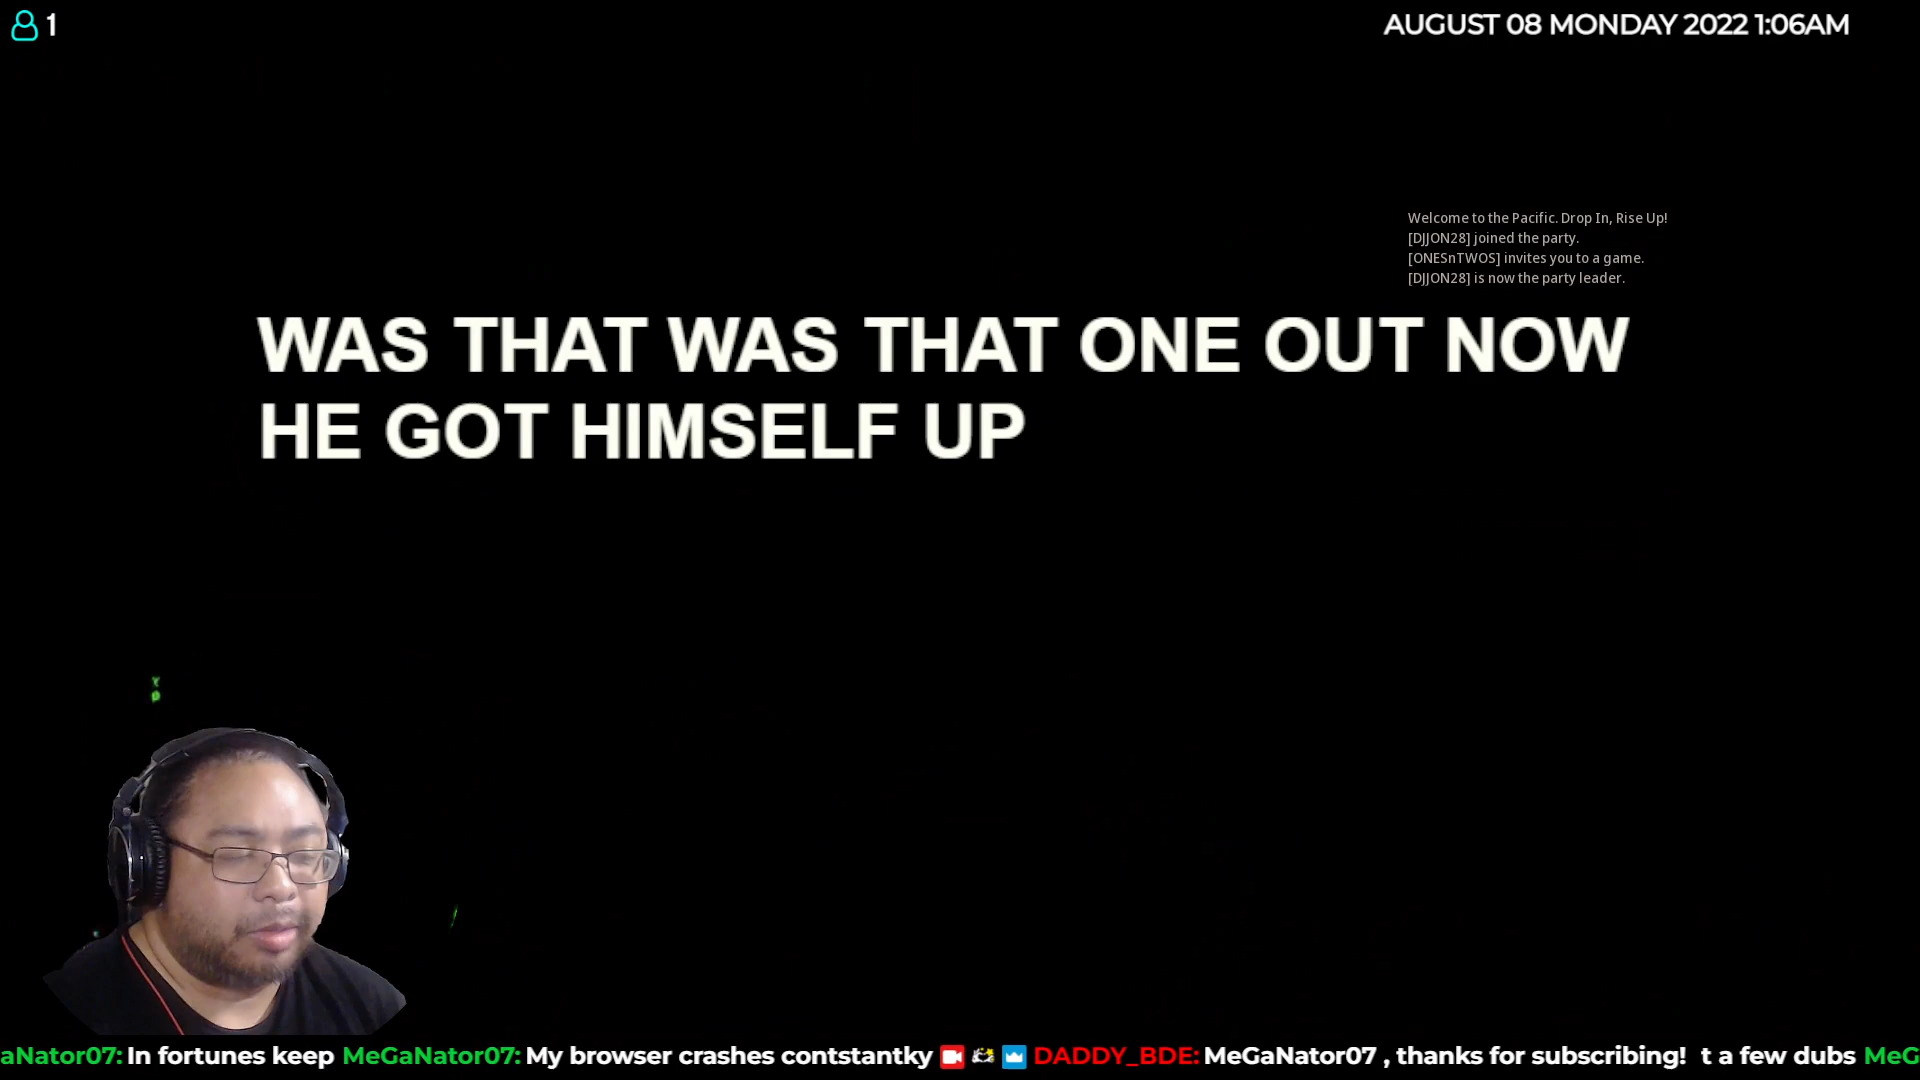 1
AUGUST 08 MONDAY 2022 1:06AM
Welcome to the Pacific. Drop In, Rise Up!
[DJJON28] joined the party.
[ONESnTWOS] invites you to a game.
[DJJON28] is now the party leader.
WAS THAT WAS THAT ONE OUT NOW
HE GOT HIMSELF UP
aNator07: In fortunes keep MeGaNator07: My browser crashes contstantky DADDY_BDE: MeGaNator07 , thanks for subscribing! t a few dubs MeG